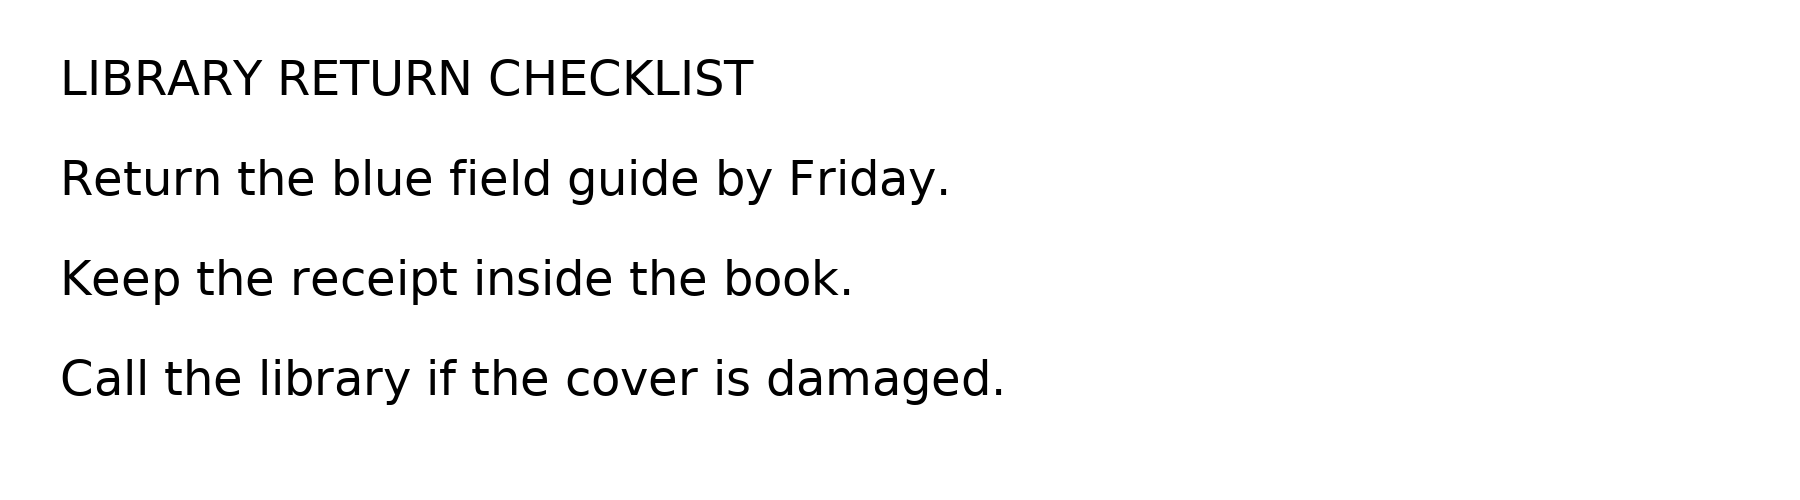 LIBRARY RETURN CHECKLIST
Return the blue field guide by Friday.
Keep the receipt inside the book.
Call the library if the cover is damaged.